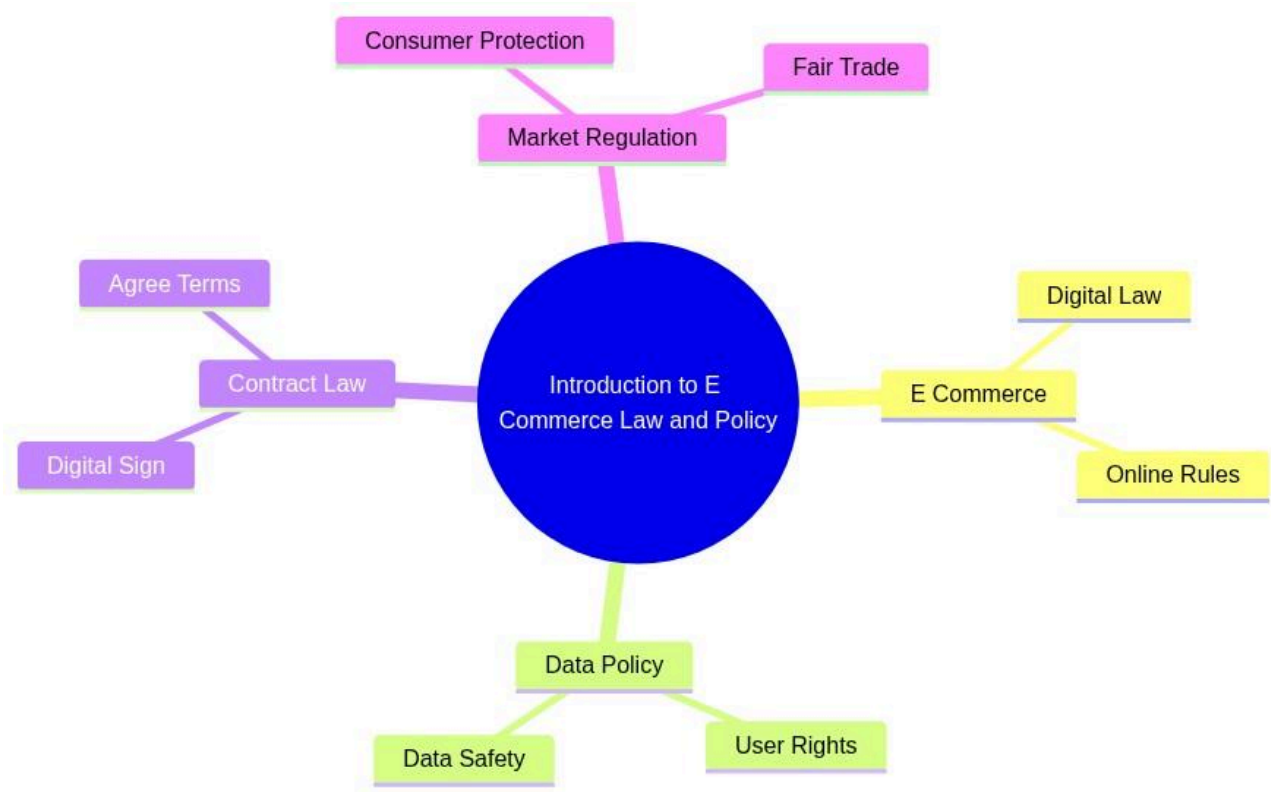 Consumer Protection
Fair Trade
Market Regulation
Agree Terms
Digital Law
Contract Law
Introduction to E
Commerce Law and Policy
E Commerce
Digital Sign
Online Rules
Data Policy
Data Safety
User Rights